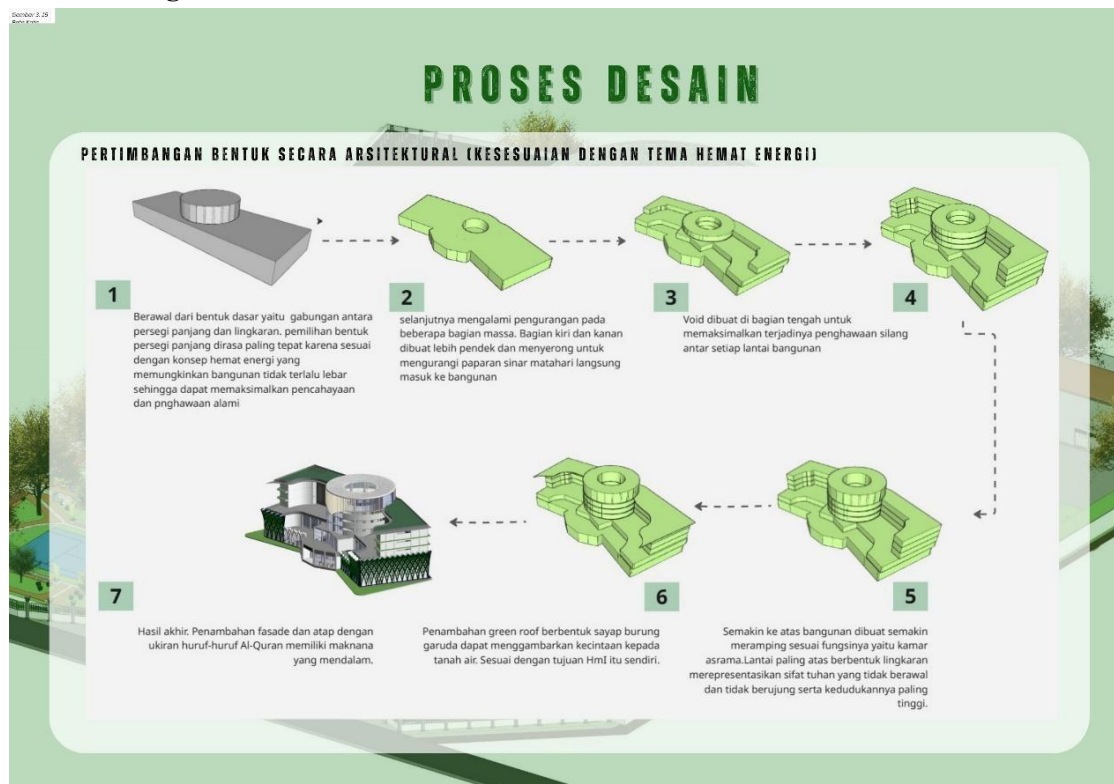 Gambar 3. 15
PROSES DESAIN
PERTIMBANGAN BENTUK SECARA ARSITEKTURAL (KESESUAIAN DENGAN TEMA HEMAT ENERGI)
1
Berawal dari bentuk dasar yaitu gabungan antara
persegi panjang dan lingkaran. pemilihan bentuk
persegi panjang dirasa paling tepat karena sesuai
dengan konsep hemat energi yang
memungkinkan bangunan tidak terlalu lebar
sehingga dapat memaksimalkan pencahayaan
dan pnghawaan alami
2
selanjutnya mengalami pengurangan pada
beberapa bagian massa. Bagian kiri dan kanan
dibuat lebih pendek dan menyerong untuk
mengurangi paparan sinar matahari langsung
masuk ke bangunan
3
Void dibuat di bagian tengah untuk
memaksimalkan terjadinya penghawaan silang
antar setiap lantai bangunan
4
5
Semakin ke atas bangunan dibuat semakin
meramping sesuai fungsinya yaitu kamar
asrama.Lantai paling atas berbentuk lingkaran
merepresentasikan sifat tuhan yang tidak berawal
dan tidak berujung serta kedudukannya paling
tinggi.
6
Penambahan green roof berbentuk sayap burung
garuda dapat menggambarkan kecintaan kepada
tanah air. Sesuai dengan tujuan HmI itu sendiri.
7
Hasil akhir. Penambahan fasade dan atap dengan
ukiran huruf-huruf Al-Quran memiliki maknana
yang mendalam.